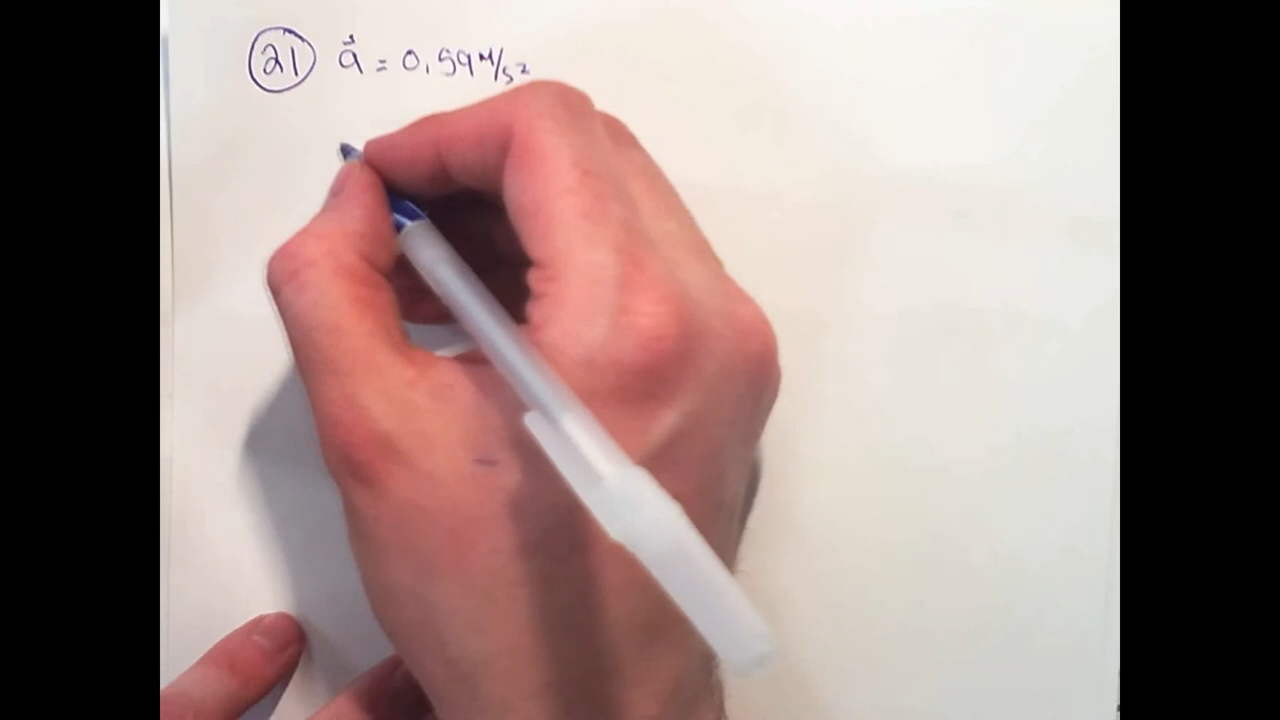 21 a⃗ = 0,59 m/s²